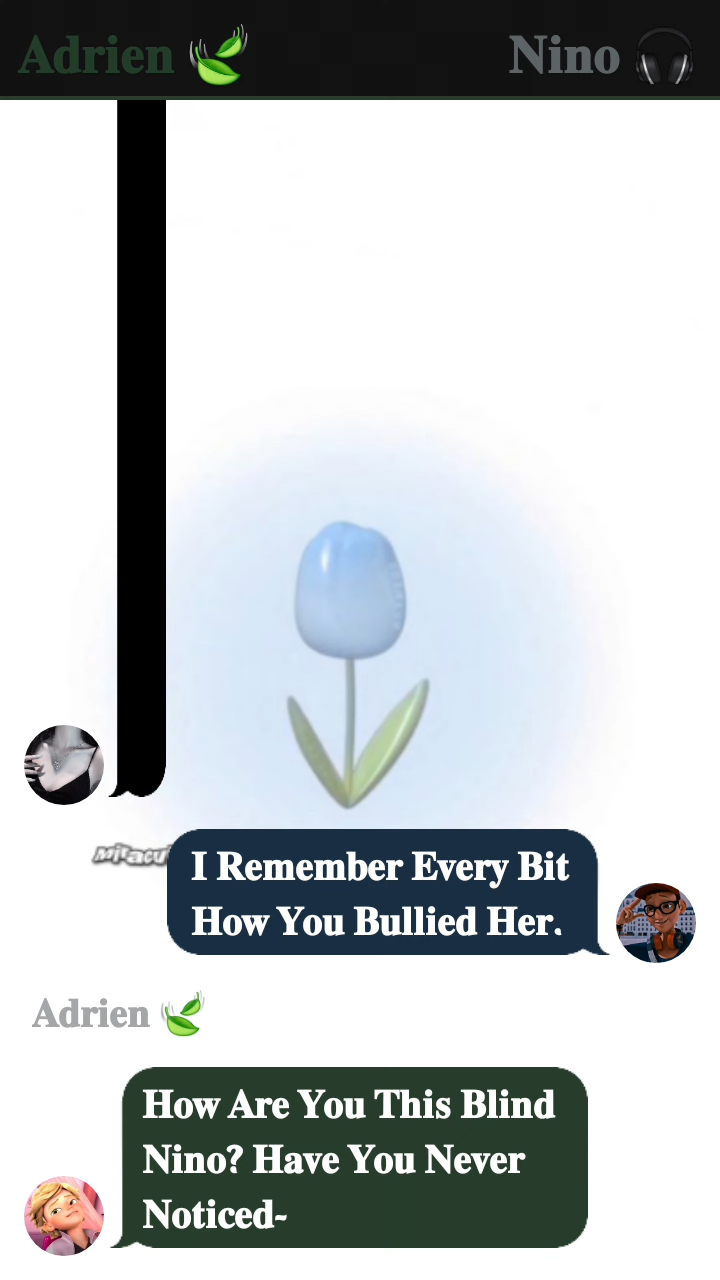 Adrien 🍃
Nino 🎧
I Remember Every Bit
How You Bullied Her.
Adrien 🍃
How Are You This Blind
Nino? Have You Never
Noticed-